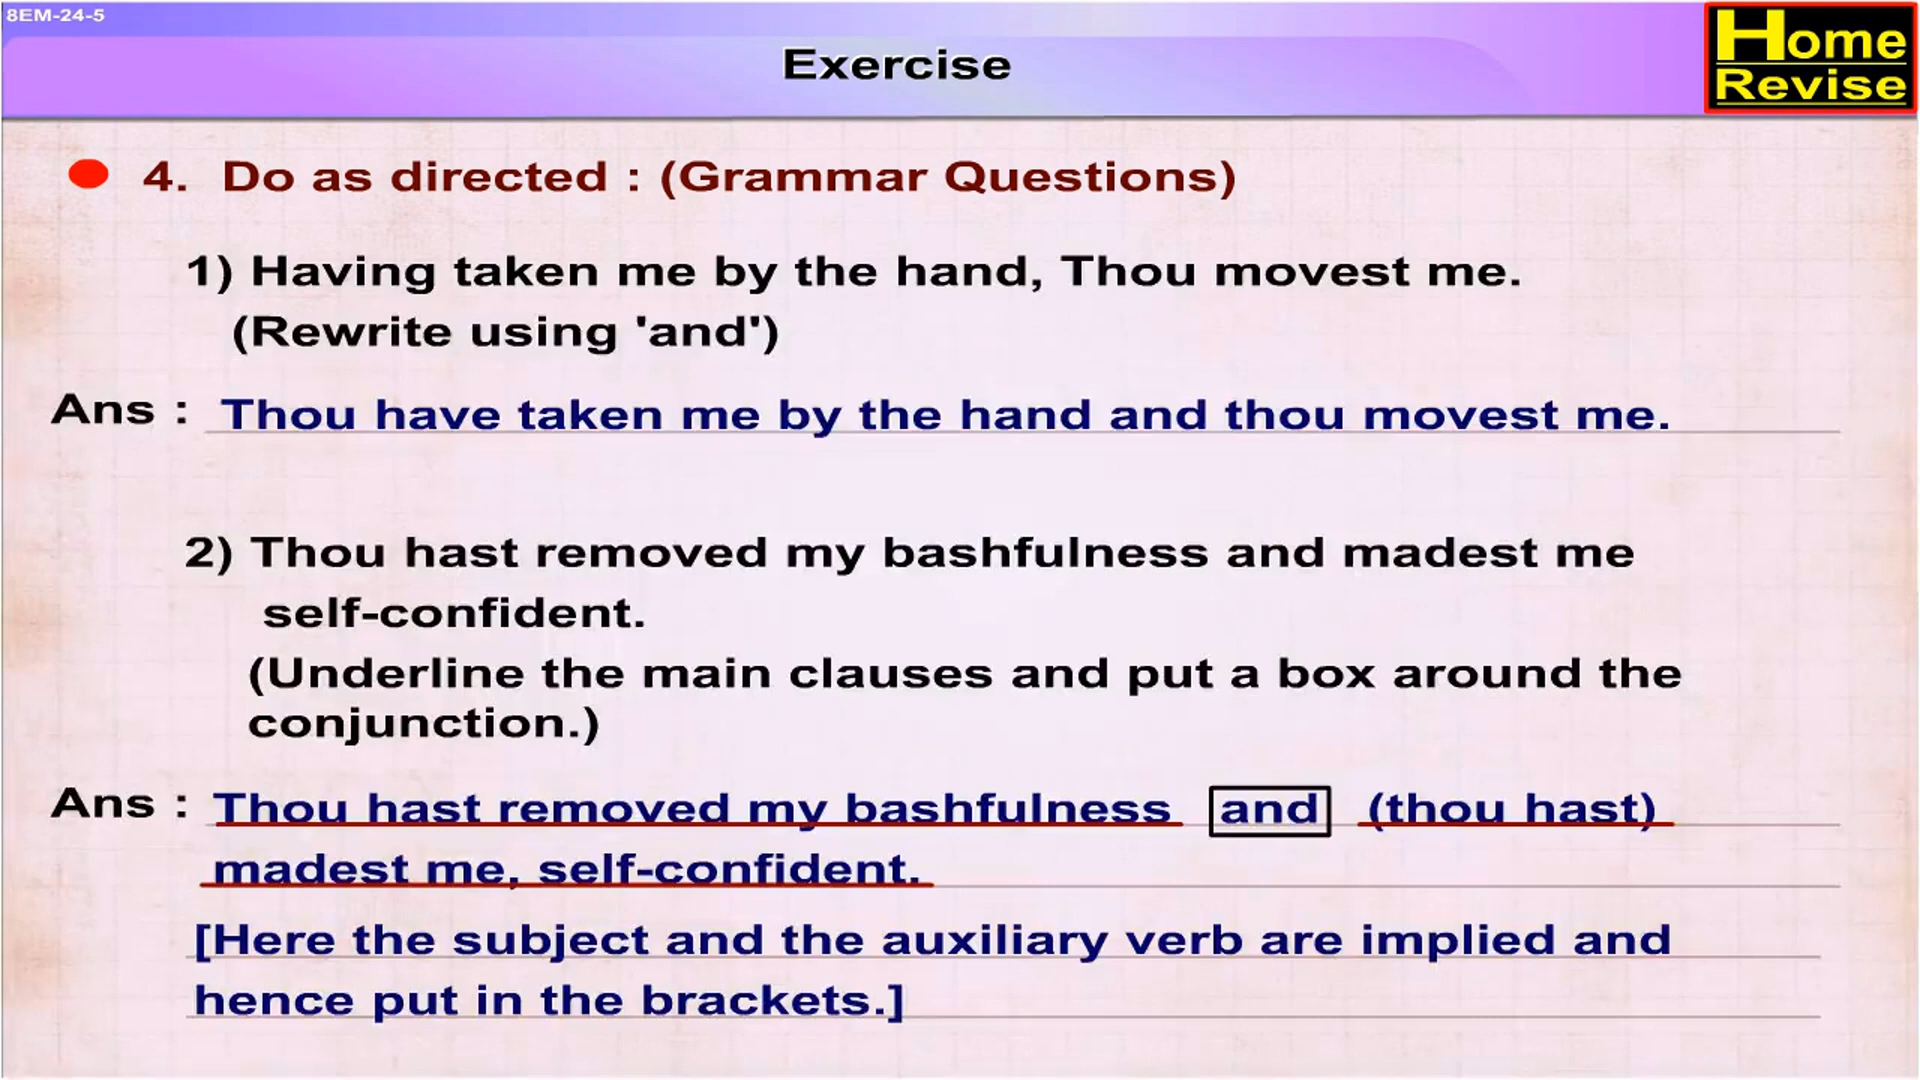 8EM-24-5
Exercise
Home
Revise
4. Do as directed : (Grammar Questions)
1) Having taken me by the hand, Thou movest me.
(Rewrite using 'and')
Ans : Thou have taken me by the hand and thou movest me.
2) Thou hast removed my bashfulness and madest me
self-confident.
(Underline the main clauses and put a box around the
conjunction.)
Ans : Thou hast removed my bashfulness and (thou hast)
madest me, self-confident.
[Here the subject and the auxiliary verb are implied and
hence put in the brackets.]